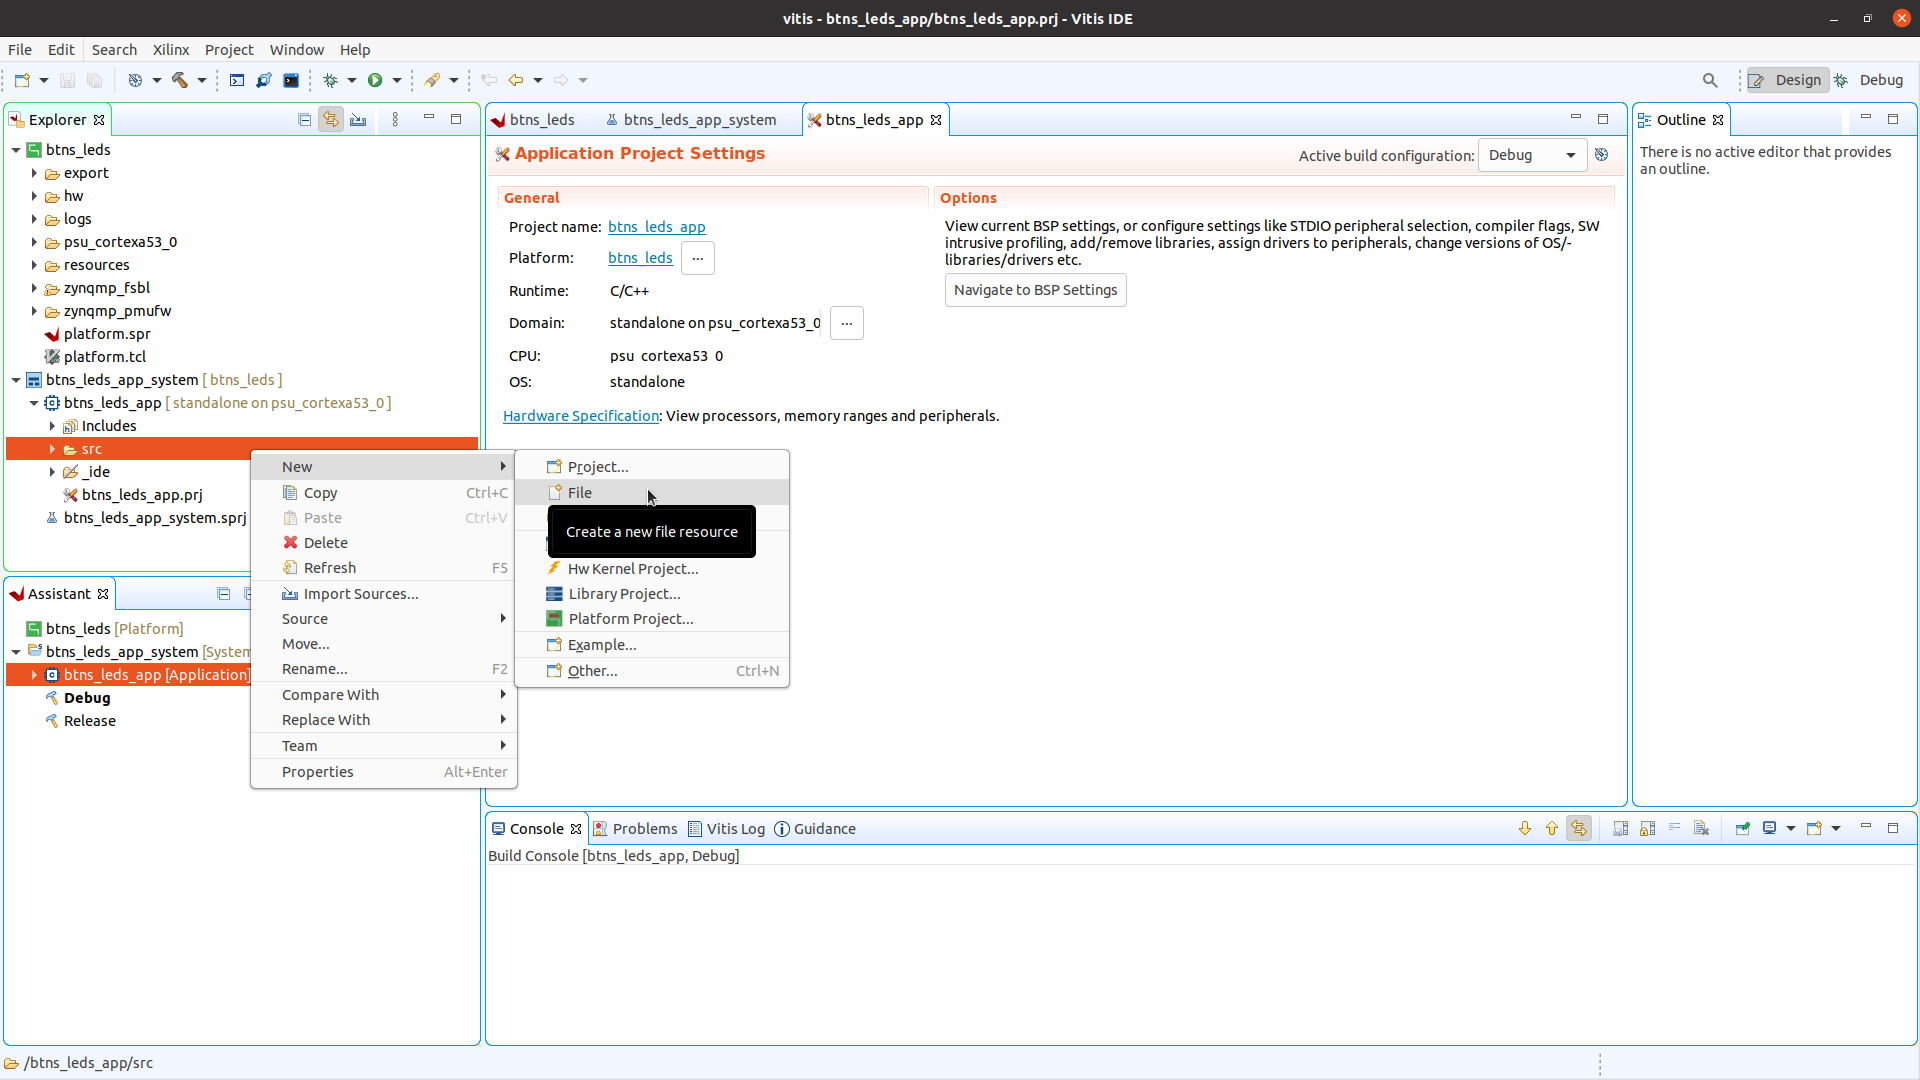 vitis - btns_leds_app/btns_leds_app.prj - Vitis IDE
File Edit Search Xilinx Project Window Help
Design Debug
Explorer
btns_leds
export
hw
logs
psu_cortexa53_0
resources
zynqmp_fsbl
zynqmp_pmufw
platform.spr
platform.tcl
btns_leds_app_system [ btns_leds ]
btns_leds_app [ standalone on psu_cortexa53_0 ]
Includes
src
_ide
btns_leds_app.prj
btns_leds_app_system.sprj
New
Copy Ctrl+C
Paste Ctrl+V
Delete
Refresh F5
Import Sources...
Source
Move...
Rename... F2
Compare With
Replace With
Team
Properties Alt+Enter
Project...
File
Create a new file resource
Hw Kernel Project...
Library Project...
Platform Project...
Example...
Other... Ctrl+N
Assistant
btns_leds [Platform]
btns_leds_app_system [System
btns_leds_app [Application]
Debug
Release
btns_leds btns_leds_app_system btns_leds_app
Application Project Settings
Active build configuration: Debug
General
Project name: btns_leds_app
Platform: btns_leds ...
Runtime: C/C++
Domain: standalone on psu_cortexa53_0 ...
CPU: psu_cortexa53_0
OS: standalone
Hardware Specification: View processors, memory ranges and peripherals.
Options
View current BSP settings, or configure settings like STDIO peripheral selection, compiler flags, SW
intrusive profiling, add/remove libraries, assign drivers to peripherals, change versions of OS/-
libraries/drivers etc.
Navigate to BSP Settings
Outline
There is no active editor that provides
an outline.
Console Problems Vitis Log Guidance
Build Console [btns_leds_app, Debug]
/btns_leds_app/src